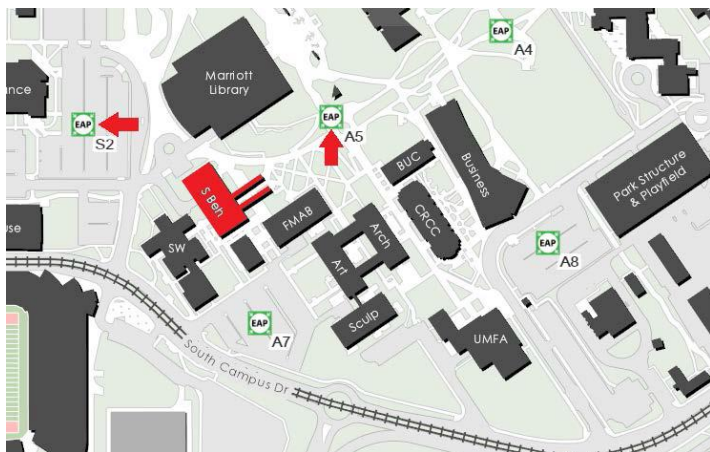 EAP
A4
Marriott
Library
ance
EAP
S2
EAP
A5
BUC
Business
Park Structure
& Playfield
S Beh
FMAB
CRCC
Arch
Art
SW
use
EAP
A8
EAP
A7
Sculp
UMFA
South Campus Dr